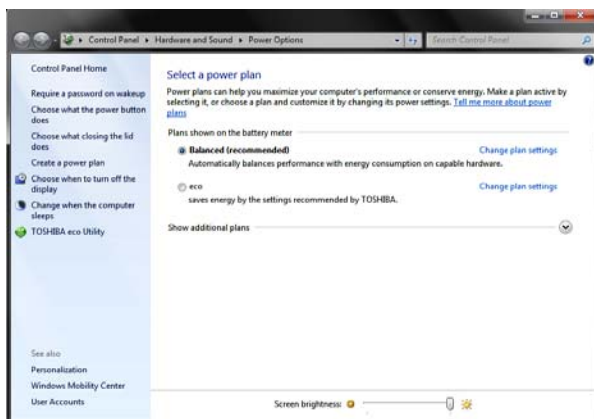 Control Panel ▸ Hardware and Sound ▸ Power Options
Search Control Panel
Control Panel Home
Require a password on wakeup
Choose what the power button
does
Choose what closing the lid
does
Create a power plan
Choose when to turn off the
display
Change when the computer
sleeps
TOSHIBA eco Utility
See also
Personalization
Windows Mobility Center
User Accounts
Select a power plan
Power plans can help you maximize your computer's performance or conserve energy. Make a plan active by
selecting it, or choose a plan and customize it by changing its power settings. Tell me more about power
plans
Plans shown on the battery meter
Balanced (recommended) Change plan settings
Automatically balances performance with energy consumption on capable hardware.
eco Change plan settings
saves energy by the settings recommended by TOSHIBA.
Show additional plans
Screen brightness: